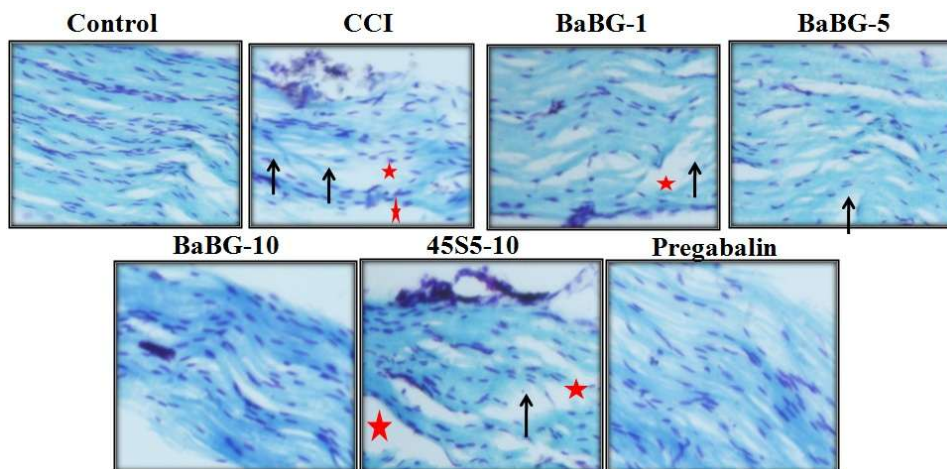 Control CCI BaBG-1 BaBG-5
BaBG-10 45S5-10 Pregabalin